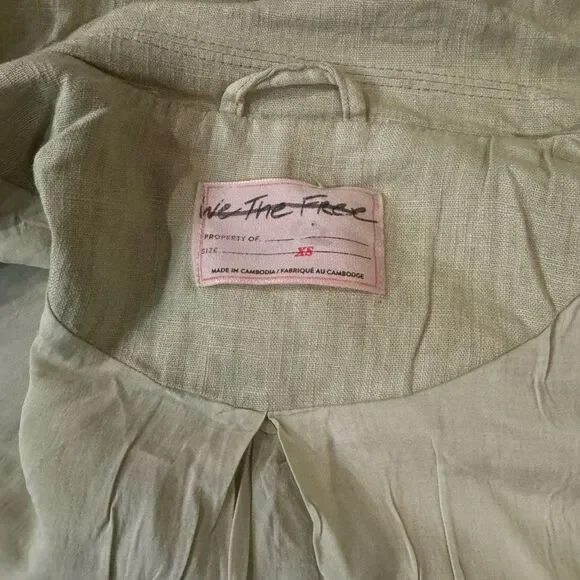 We The Free
PROPERTY OF
SIZE XS
MADE IN CAMBODIA / FABRIQUÉ AU CAMBODGE